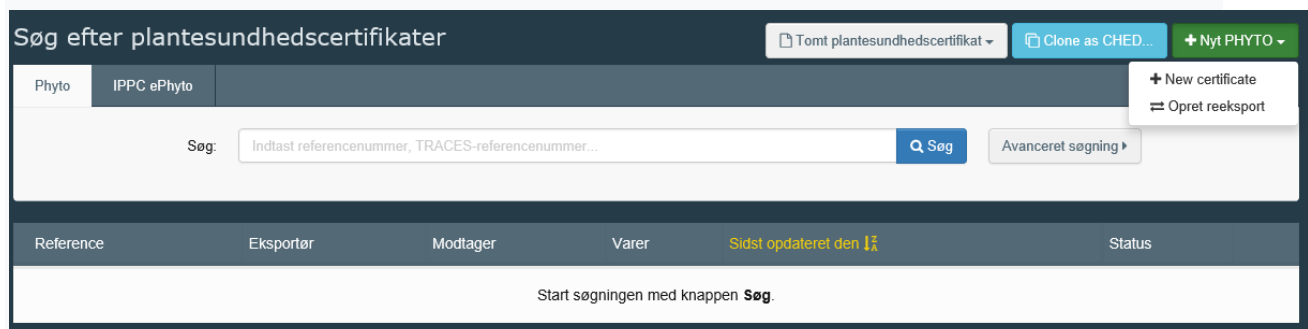 Søg efter plantesundhedscertifikater
Tomt plantesundhedscertifikat
Clone as CHED...
Nyt PHYTO
Phyto
IPPC ePhyto
New certificate
Opret reeksport
Søg:
Indtast referencenummer, TRACES-referencenummer...
Søg
Avanceret søgning
Reference
Eksportør
Modtager
Varer
Sidst opdateret den
Status
Start søgningen med knappen Søg.